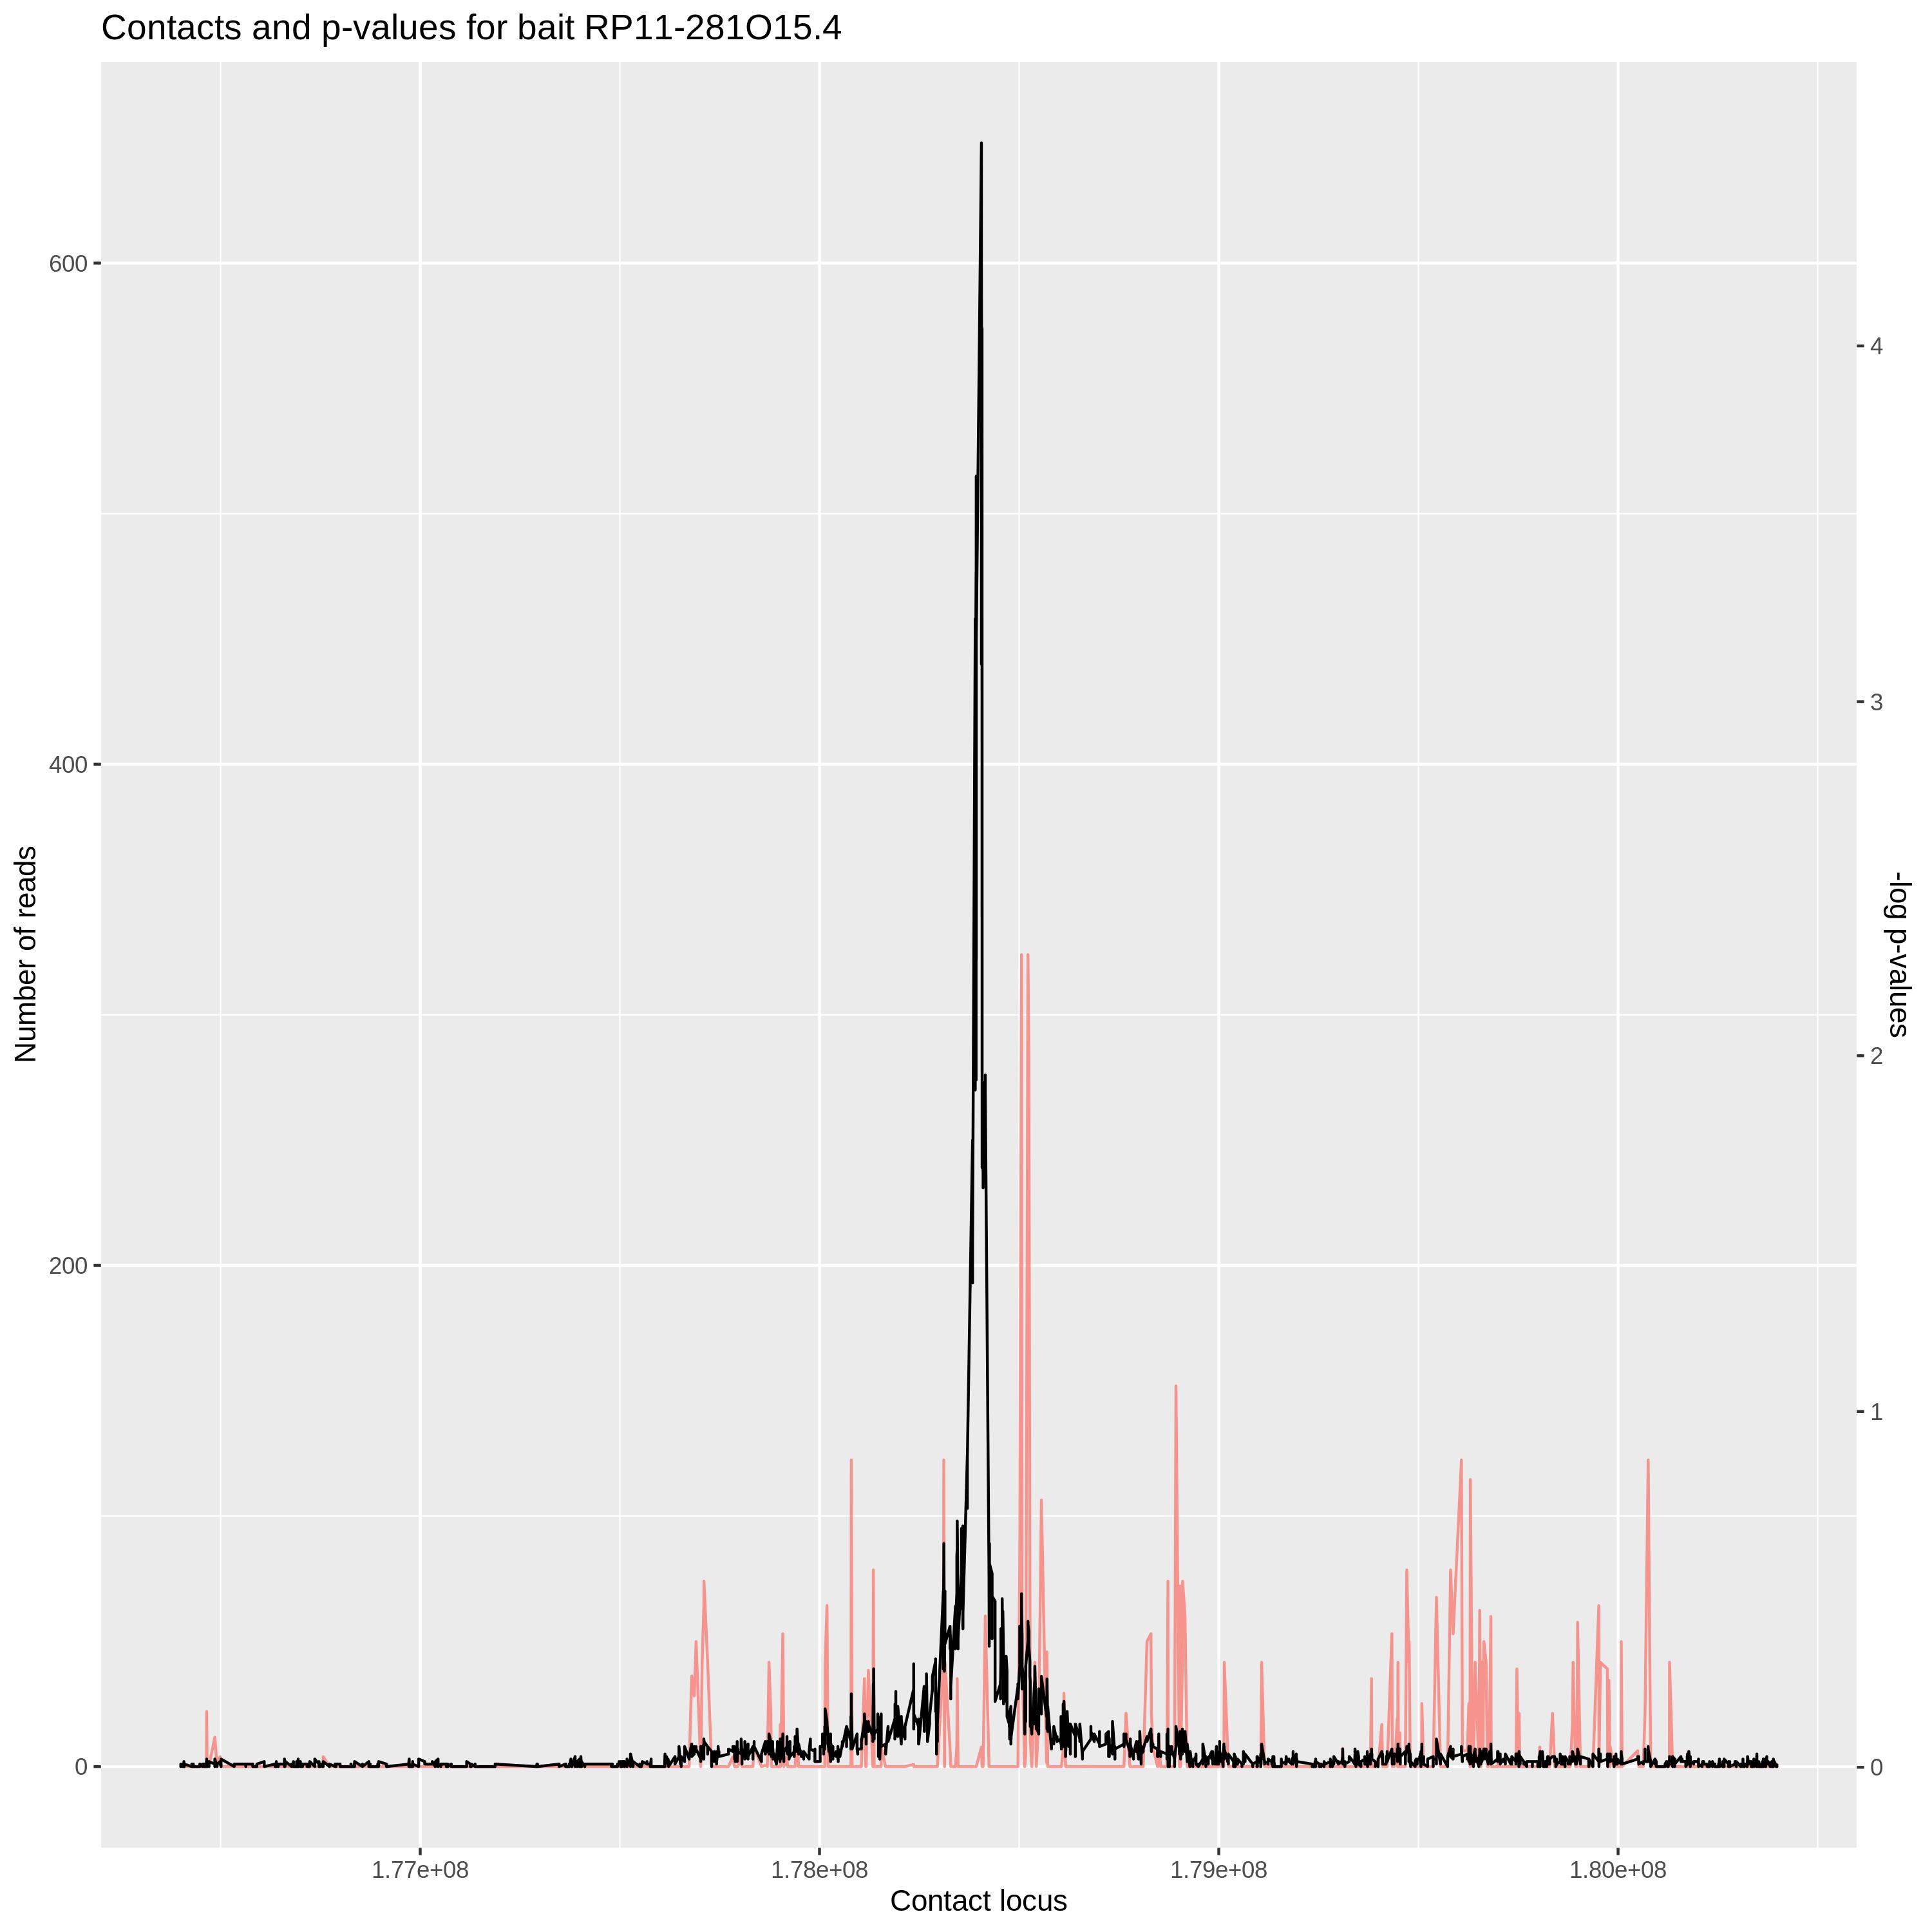 Contacts and p-values for bait RP11-281O15.4
600
400
200
0
Number of reads
4
3
2
1
0
-log p-values
1.77e+08
1.78e+08
1.79e+08
1.80e+08
Contact locus